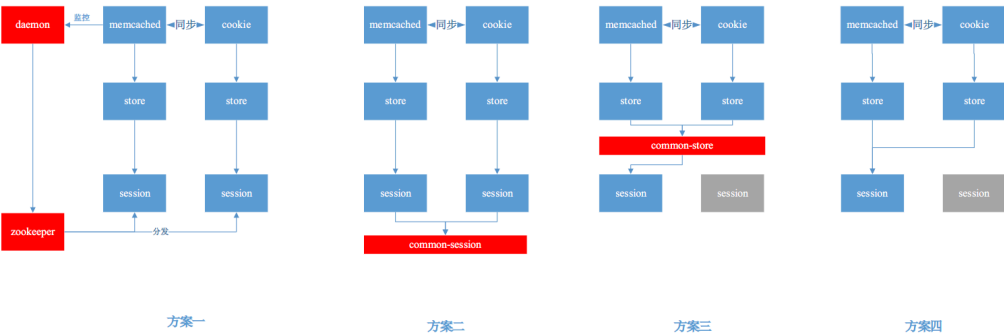 daemon
监控
memcached
同步
cookie
store
store
session
session
zookeeper
分发
方案一
memcached
同步
cookie
store
store
session
session
common-session
方案二
memcached
同步
cookie
store
store
common-store
session
session
方案三
memcached
同步
cookie
store
store
session
session
方案四